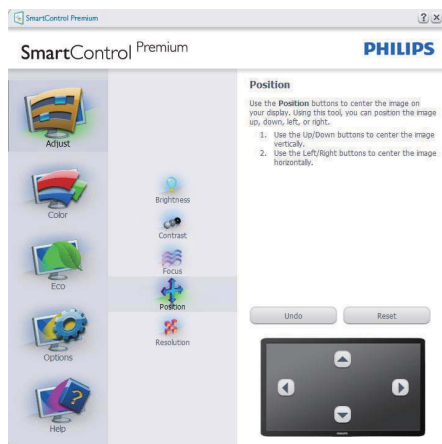 SmartControl Premium
SmartControl Premium
PHILIPS
Adjust
Color
Eco
Options
Help
Brightness
Contrast
Focus
Position
Resolution
Position
Use the Position buttons to center the image on
your display. Using this tool, you can position the image
up, down, left, or right.
1. Use the Up/Down buttons to center the image
vertically.
2. Use the Left/Right buttons to center the image
horizontally.
Undo
Reset
PHILIPS